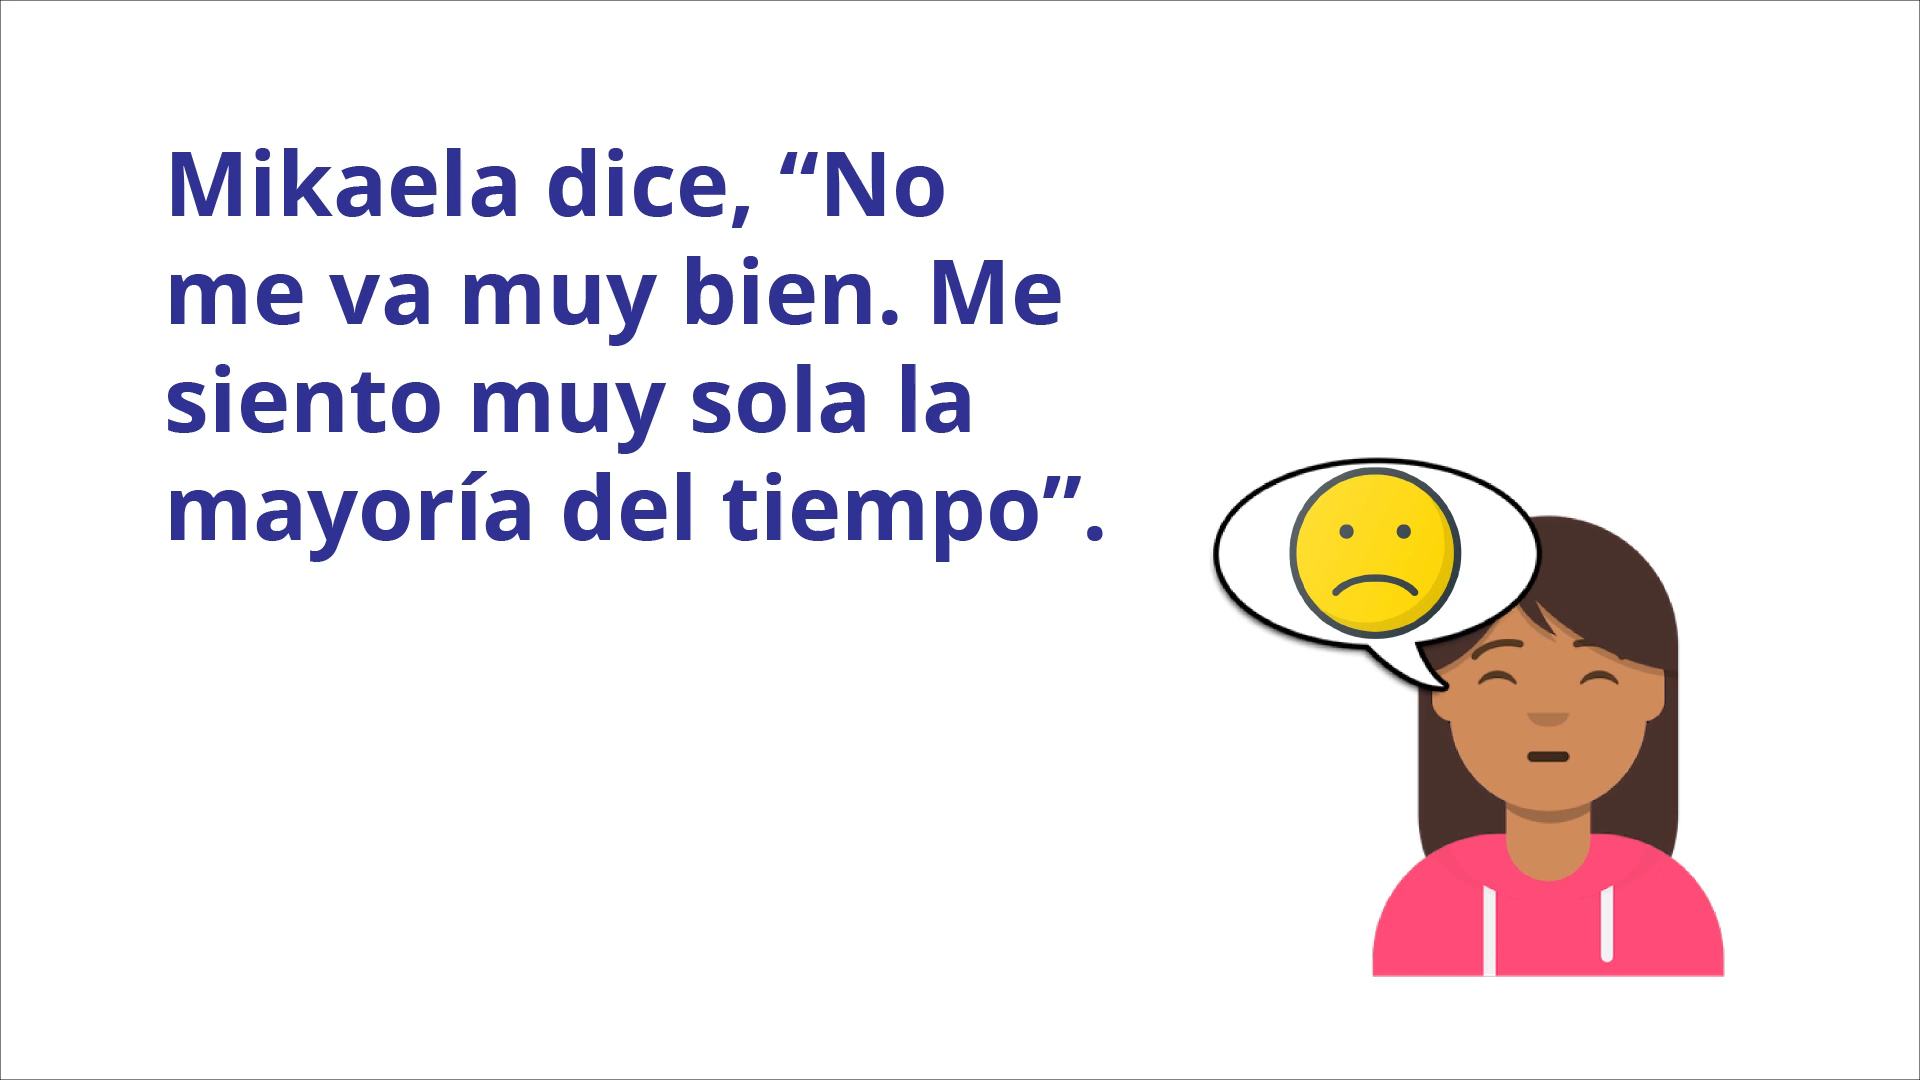 Mikaela dice, “No
me va muy bien. Me
siento muy sola la
mayoría del tiempo”.